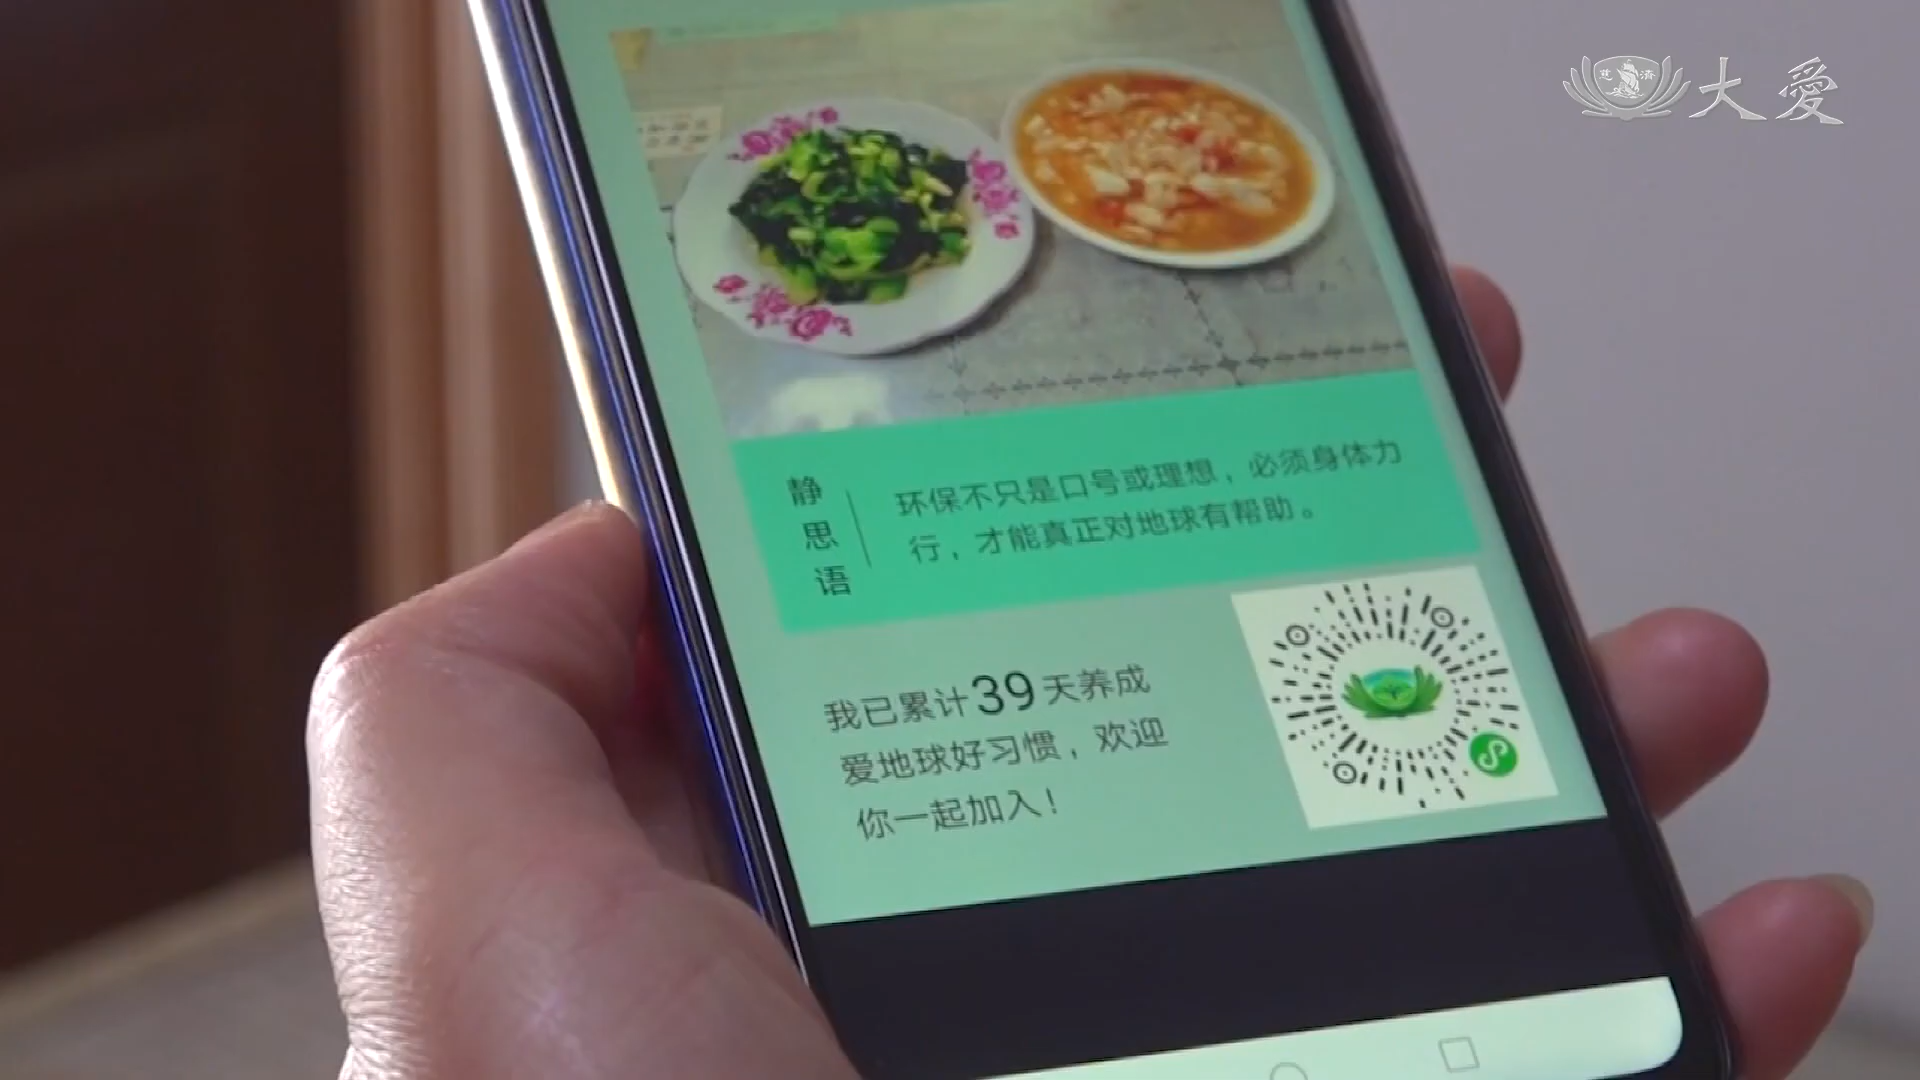 慈 濟
大愛
静思语
环保不只是口号或理想，必须身体力
行，才能真正对地球有帮助。
我已累计39天养成
爱地球好习惯，欢迎
你一起加入！